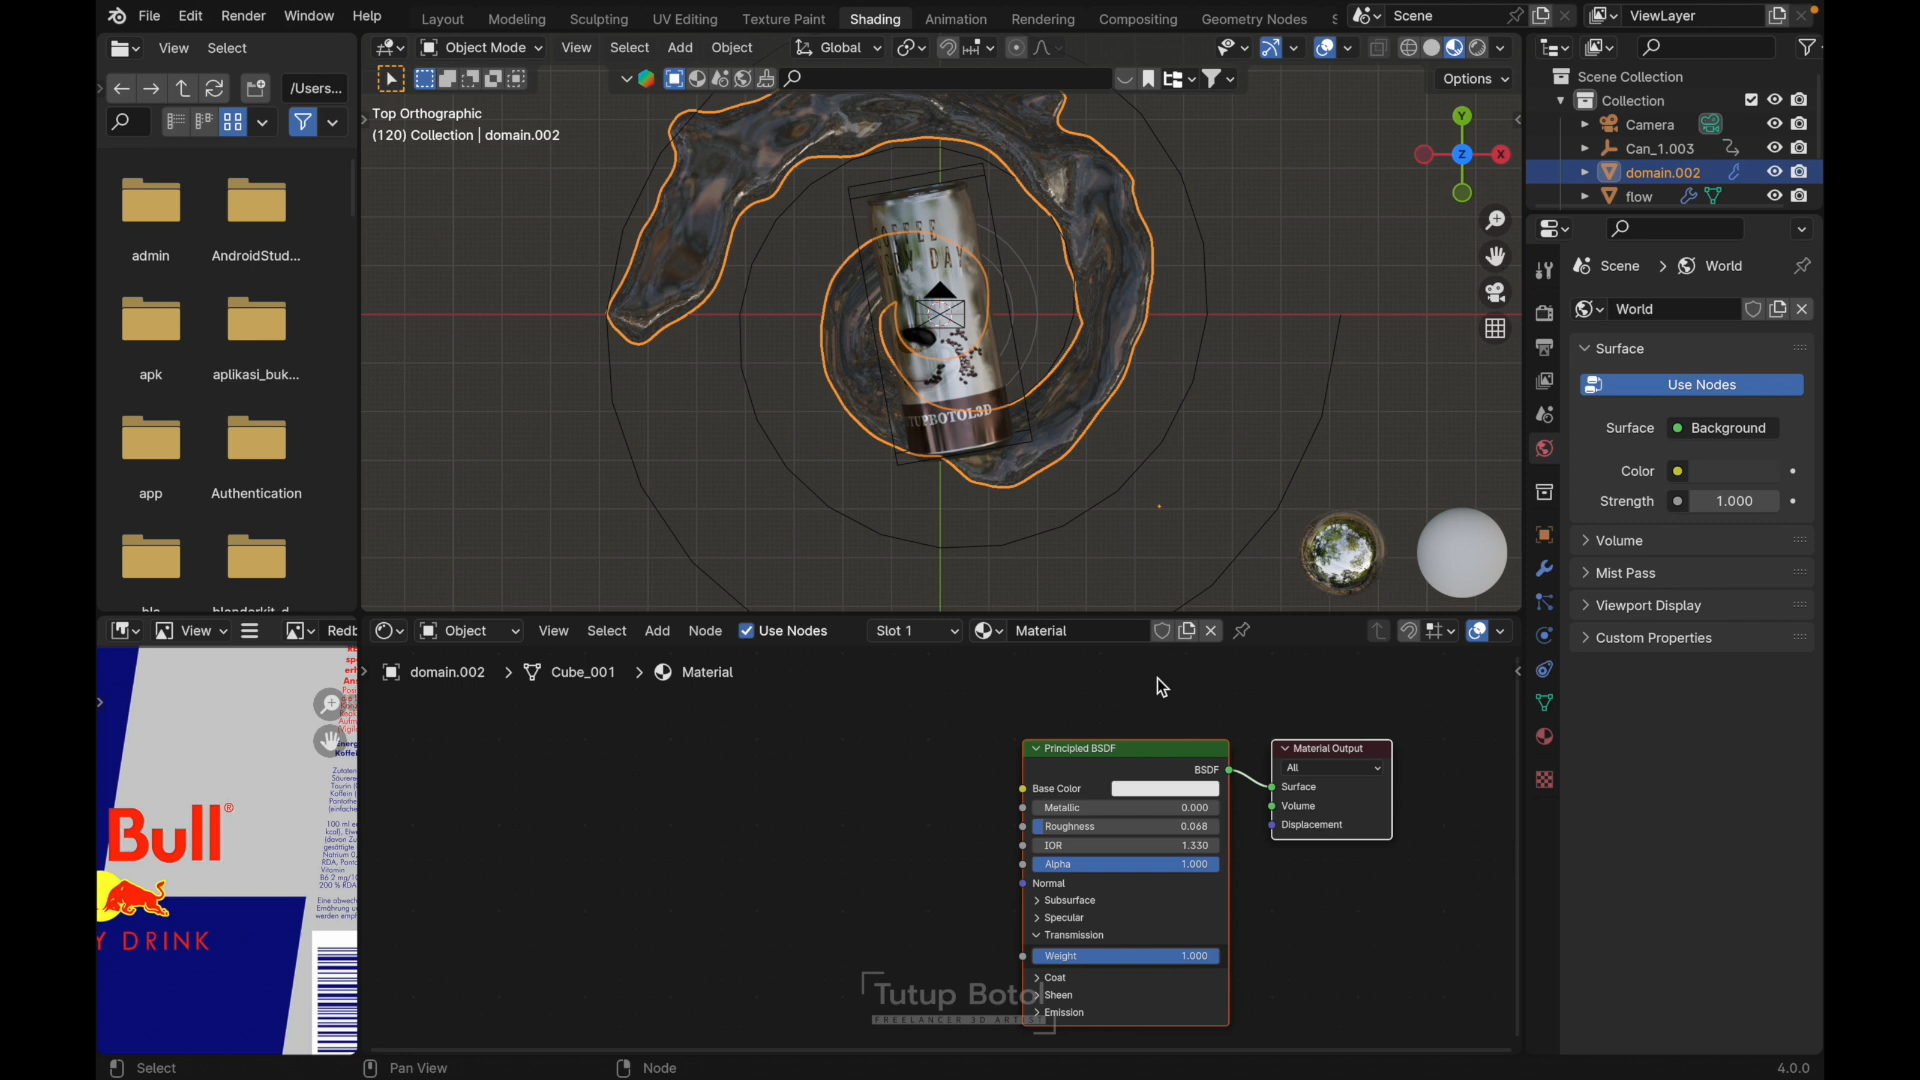 File Edit Render Window Help
Layout Modeling Sculpting UV Editing Texture Paint Shading Animation Rendering Compositing Geometry Nodes
Scene ViewLayer
View Select
/Users...
admin AndroidStud...
apk aplikasi_buk...
app Authentication
Object Mode View Select Add Object Global
Options
Top Orthographic
(120) Collection | domain.002
Y
Z X
TUPBOTOL3D
Scene Collection
Collection
Camera
Can_1.003
domain.002
flow
Scene > World
World
Surface
Use Nodes
Surface Background
Color
Strength 1.000
Volume
Mist Pass
Viewport Display
Custom Properties
View Redb
Bull®
Y DRINK
Object View Select Add Node Use Nodes Slot 1 Material
domain.002 > Cube_001 > Material
Principled BSDF
BSDF
Base Color
Metallic 0.000
Roughness 0.068
IOR 1.330
Alpha 1.000
Normal
Subsurface
Specular
Transmission
Weight 1.000
Coat
Sheen
Emission
Material Output
All
Surface
Volume
Displacement
Tutup Botol
FREELANCER 3D ARTIST
Select Pan View Node 4.0.0